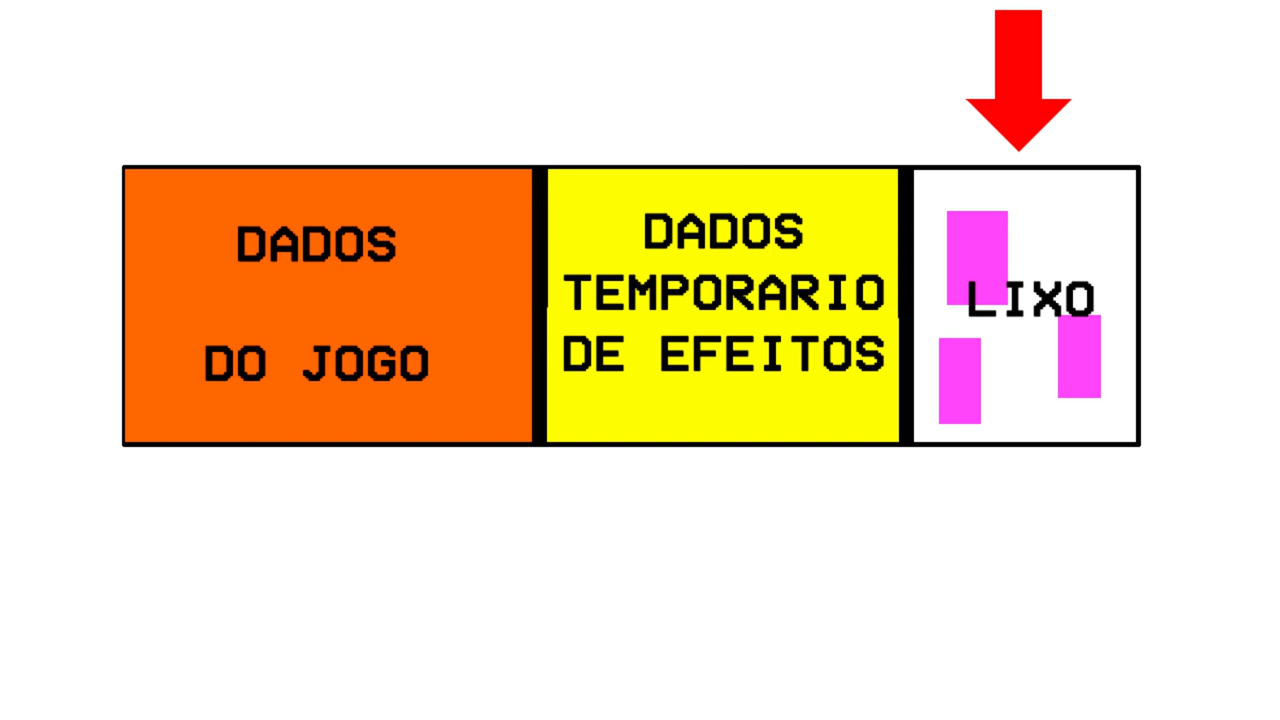 DADOS
DO JOGO
DADOS
TEMPORARIO
DE EFEITOS
LIXO